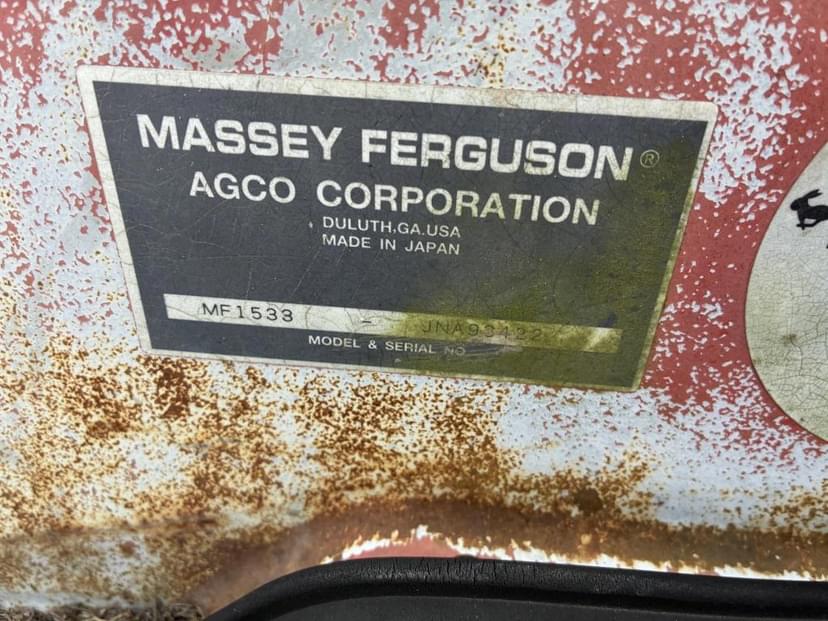 MASSEY FERGUSON®
AGCO CORPORATION
DULUTH,GA.USA
MADE IN JAPAN
MF1533 -
MODEL & SERIAL NO